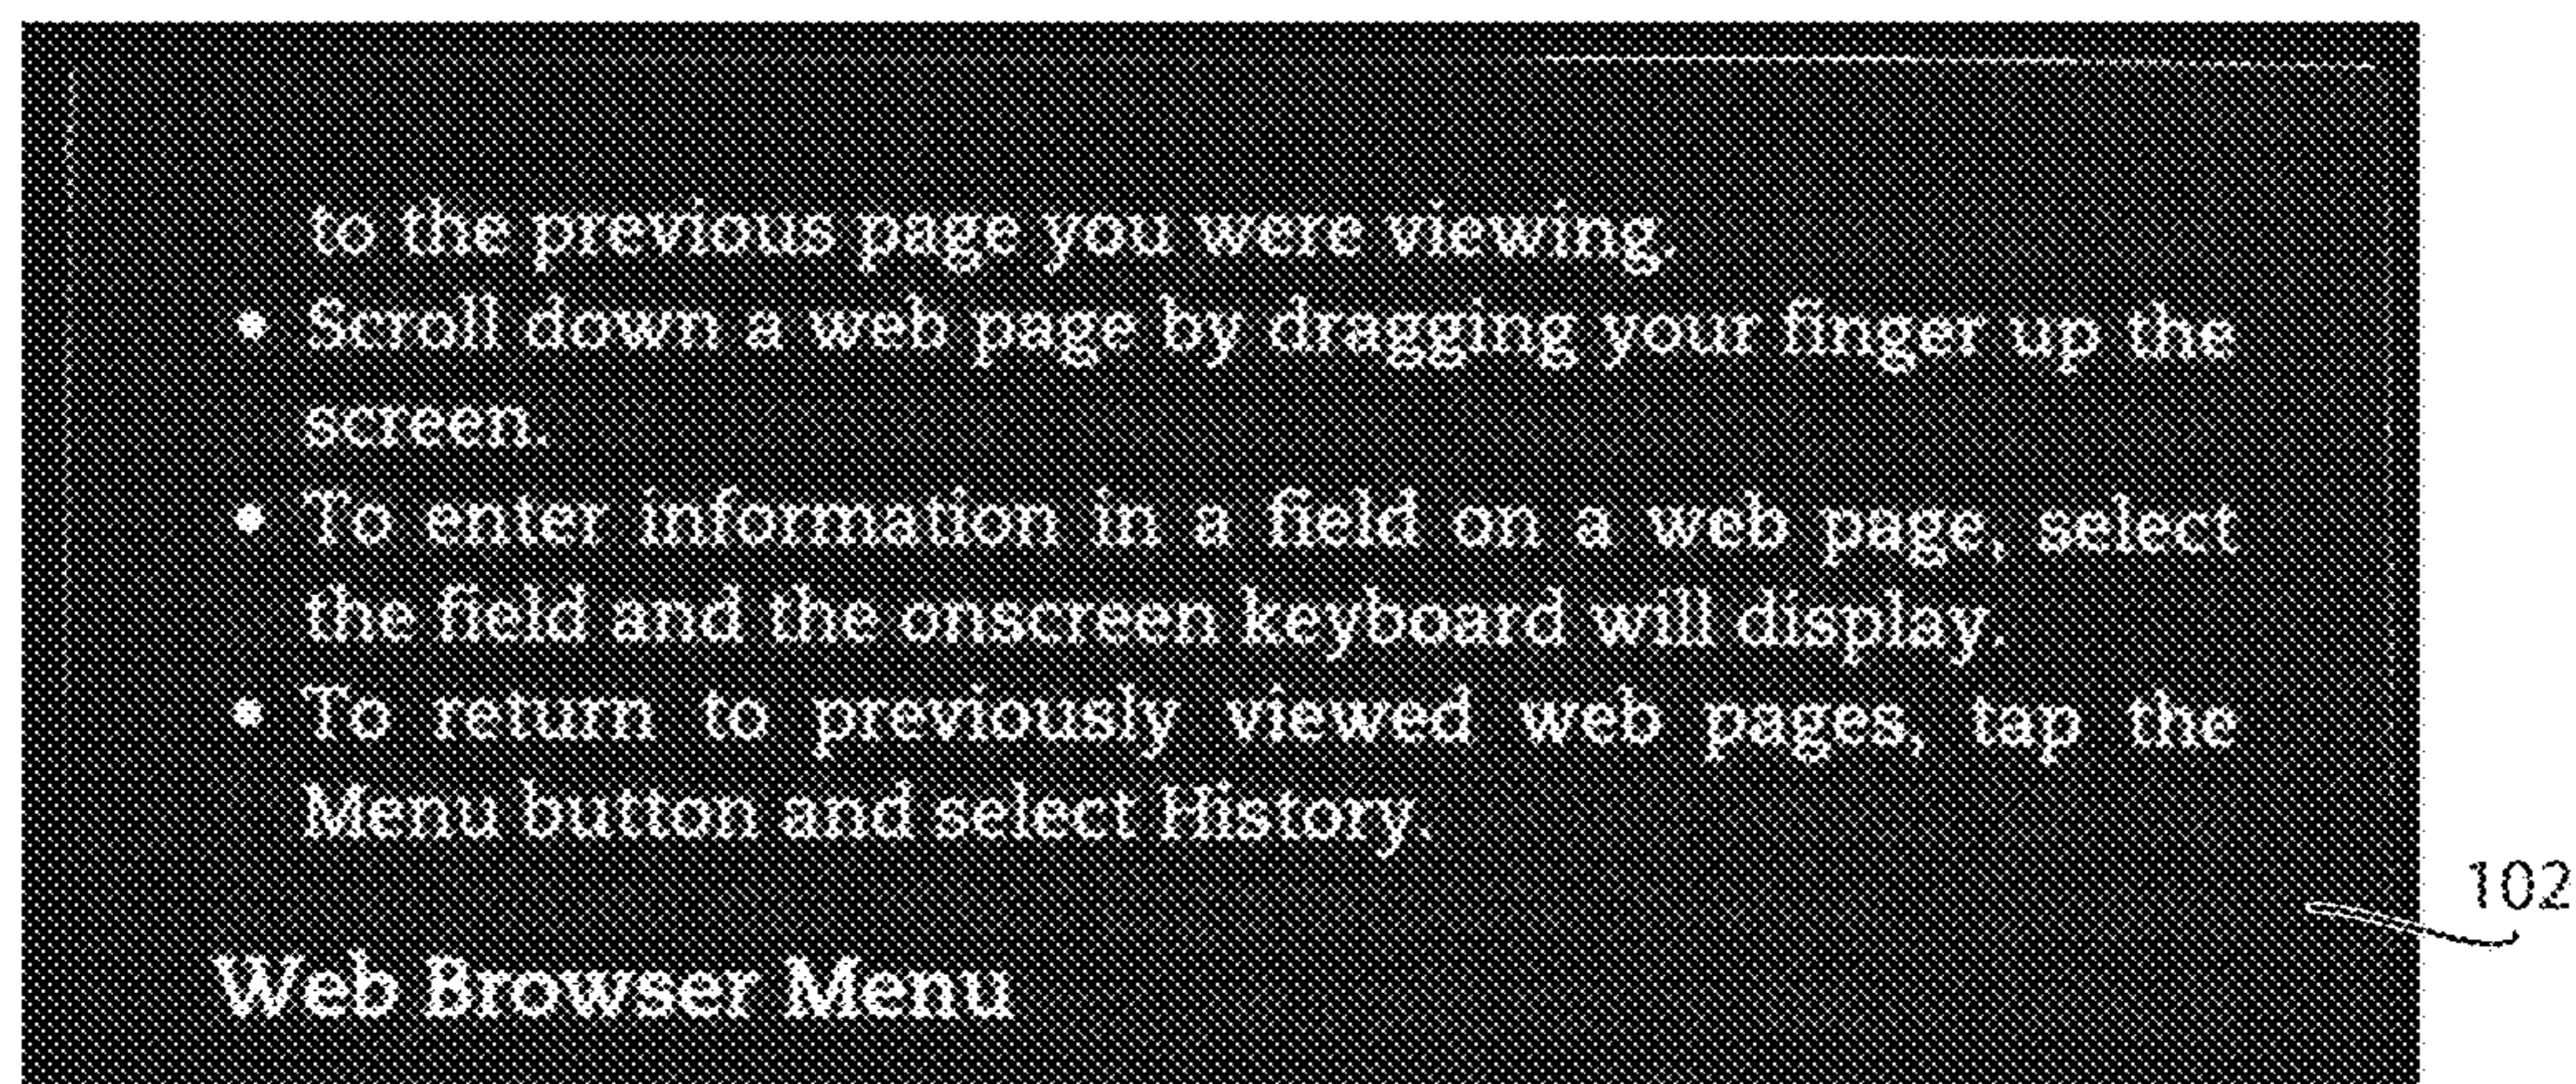 to the previous page you were viewing.
• Scroll down a web page by dragging your finger up the
screen.
• To enter information in a field on a web page, select
the field and the onscreen keyboard will display.
• To return to previously viewed web pages, tap the
Menu button and select History.
102
Web Browser Menu